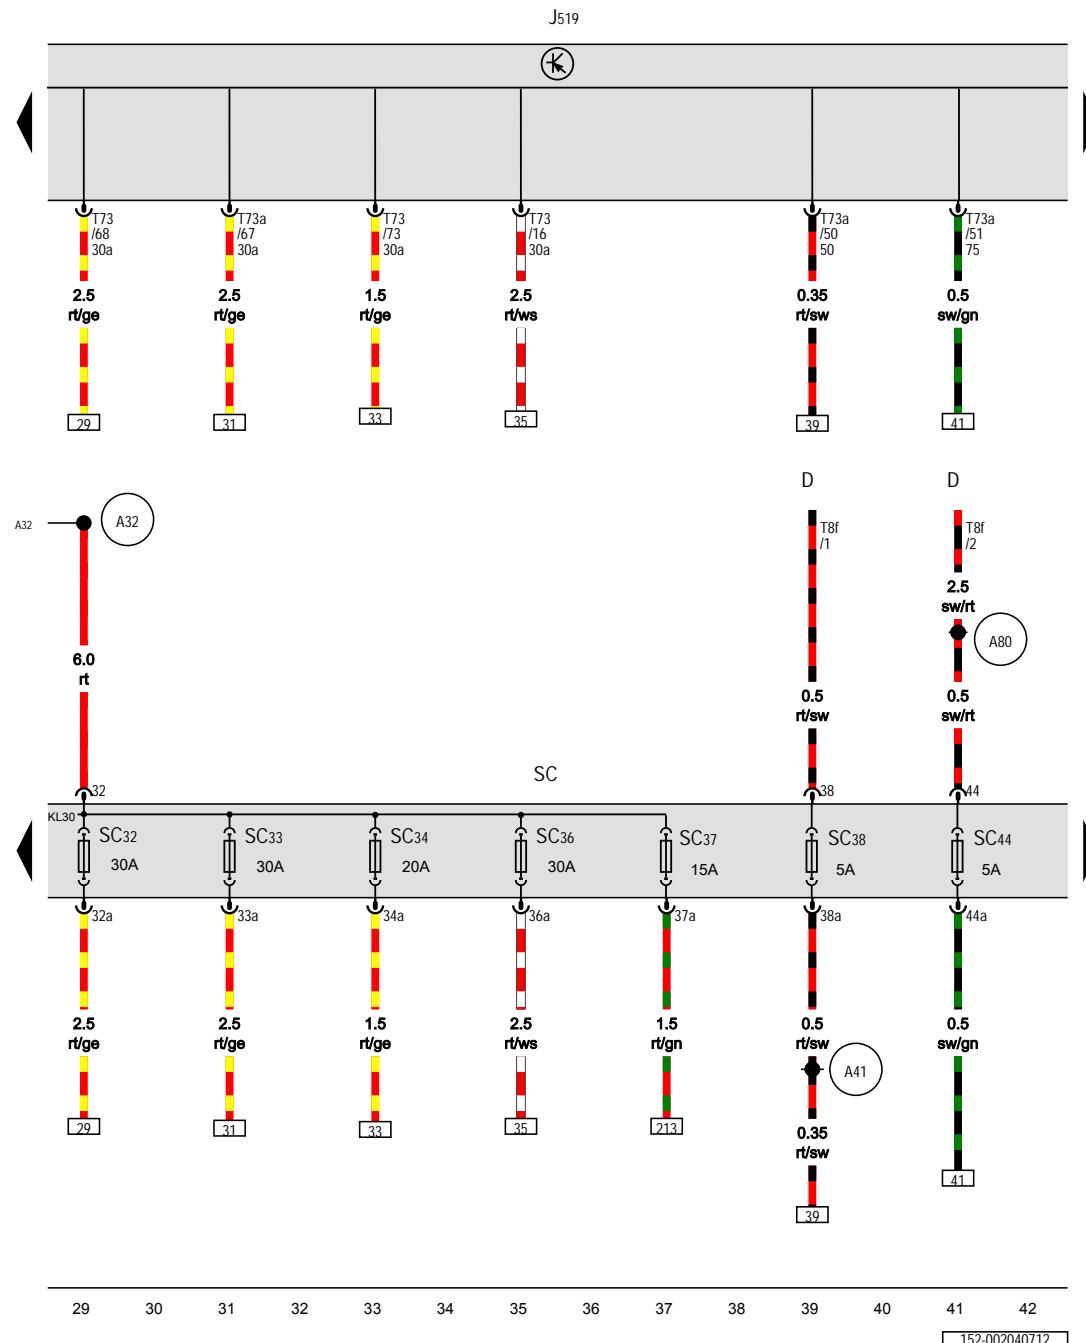 J519
T73 T73a T73 T73 T73a T73a
/68 /67 /73 /16 /50 /51
30a 30a 30a 30a 50 75
2.5 2.5 1.5 2.5 0.35 0.5
rt/ge rt/ge rt/ge rt/ws rt/sw sw/gn
29 31 33 35 39 41
D D
A32 A32 T8f T8f
/1 /2
2.5
sw/rt
A80
6.0
rt
0.5 0.5
rt/sw sw/rt
SC
32 38 44
KL30
SC32 SC33 SC34 SC36 SC37 SC38 SC44
30A 30A 20A 30A 15A 5A 5A
32a 33a 34a 36a 37a 38a 44a
2.5 2.5 1.5 2.5 1.5 0.5 0.5
rt/ge rt/ge rt/ge rt/ws rt/gn rt/sw sw/gn
A41
29 31 33 35 213
0.35
rt/sw
41
39
29 30 31 32 33 34 35 36 37 38 39 40 41 42
152-002040712